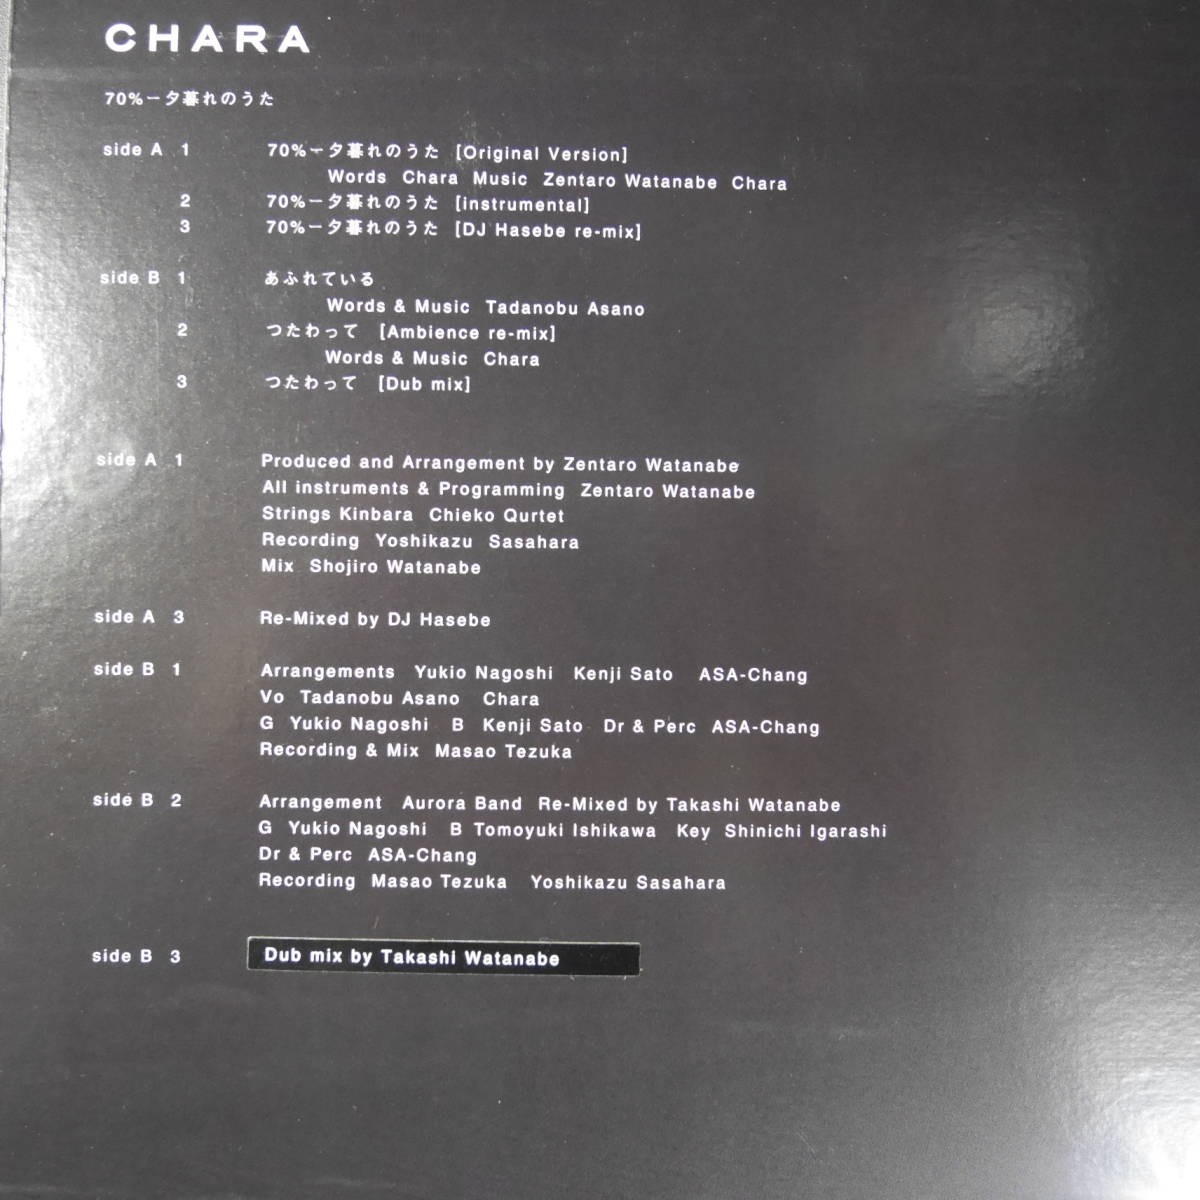 CHARA
70%ー夕暮れのうた
side A 1 70%ー夕暮れのうた [Original Version]
Words Chara Music Zentaro Watanabe Chara
2 70%ー夕暮れのうた [instrumental]
3 70%ー夕暮れのうた [DJ Hasebe re-mix]
side B 1 あふれている
Words & Music Tadanobu Asano
2 つたわって [Ambience re-mix]
Words & Music Chara
3 つたわって [Dub mix]
side A 1 Produced and Arrangement by Zentaro Watanabe
All instruments & Programming Zentaro Watanabe
Strings Kinbara Chieko Qurtet
Recording Yoshikazu Sasahara
Mix Shojiro Watanabe
side A 3 Re-Mixed by DJ Hasebe
side B 1 Arrangements Yukio Nagoshi Kenji Sato ASA-Chang
Vo Tadanobu Asano Chara
G Yukio Nagoshi B Kenji Sato Dr & Perc ASA-Chang
Recording & Mix Masao Tezuka
side B 2 Arrangement Aurora Band Re-Mixed by Takashi Watanabe
G Yukio Nagoshi B Tomoyuki Ishikawa Key Shinichi Igarashi
Dr & Perc ASA-Chang
Recording Masao Tezuka Yoshikazu Sasahara
side B 3 Dub mix by Takashi Watanabe